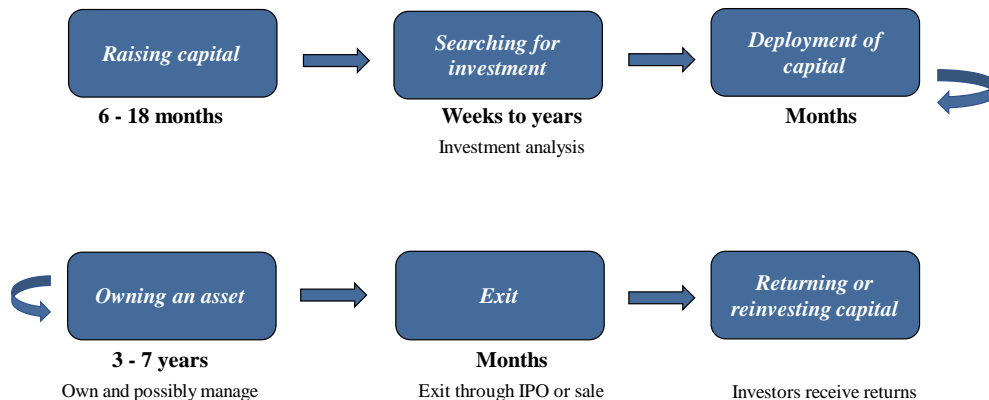 Raising capital
Searching for
investment
Deployment of
capital
6 - 18 months
Weeks to years
Months
Investment analysis
Owning an asset
Exit
Returning or
reinvesting capital
3 - 7 years
Months
Own and possibly manage
Exit through IPO or sale
Investors receive returns